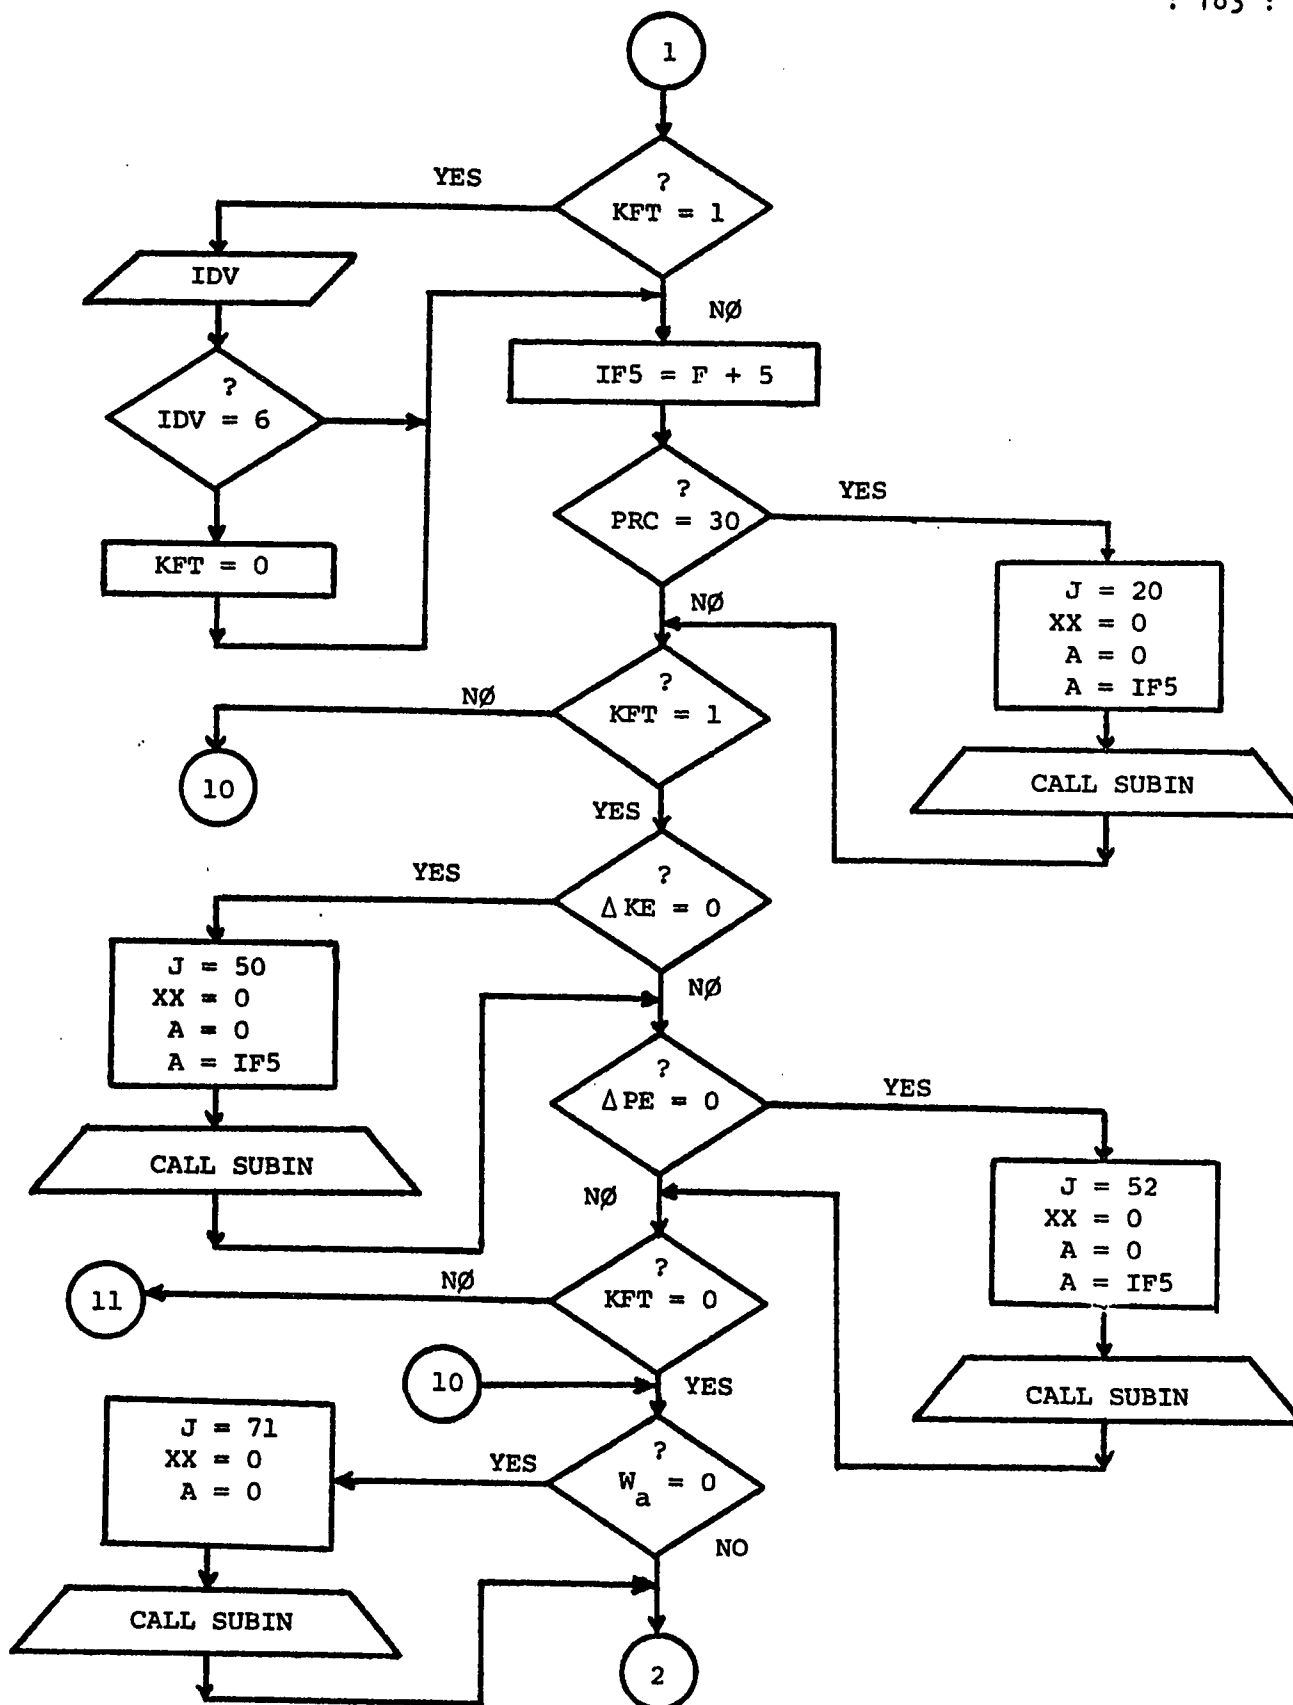 : 183 :
1
YES
?
KFT = 1
IDV
NØ
IF5 = F + 5
?
IDV = 6
?
PRC = 30
YES
KFT = 0
J = 20
XX = 0
A = 0
A = IF5
NØ
?
KFT = 1
NØ
10
CALL SUBIN
YES
?
ΔKE = 0
YES
J = 50
XX = 0
A = 0
A = IF5
NØ
?
ΔPE = 0
YES
CALL SUBIN
J = 52
XX = 0
A = 0
A = IF5
NØ
?
KFT = 0
NØ
11
10
YES
CALL SUBIN
J = 71
XX = 0
A = 0
YES
?
Wa = 0
NO
CALL SUBIN
2